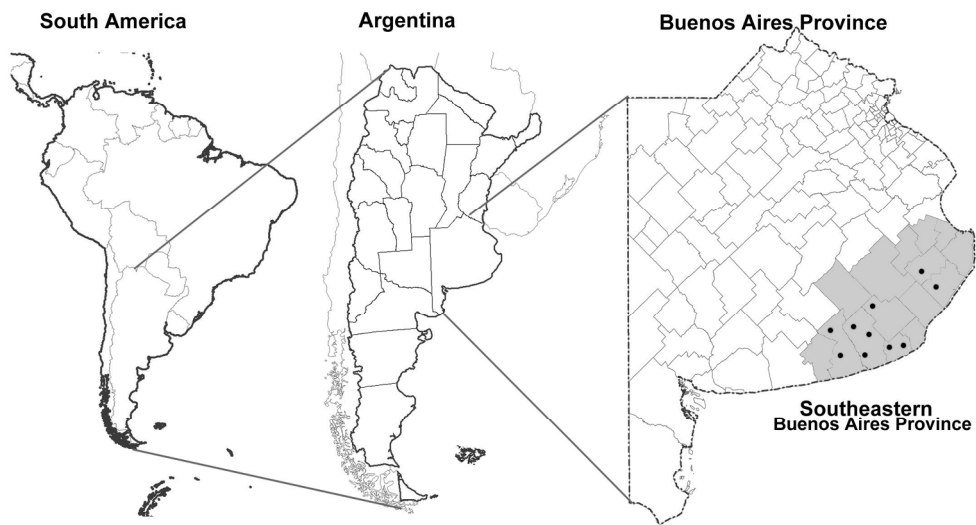 South America
Argentina
Buenos Aires Province
Southeastern
Buenos Aires Province